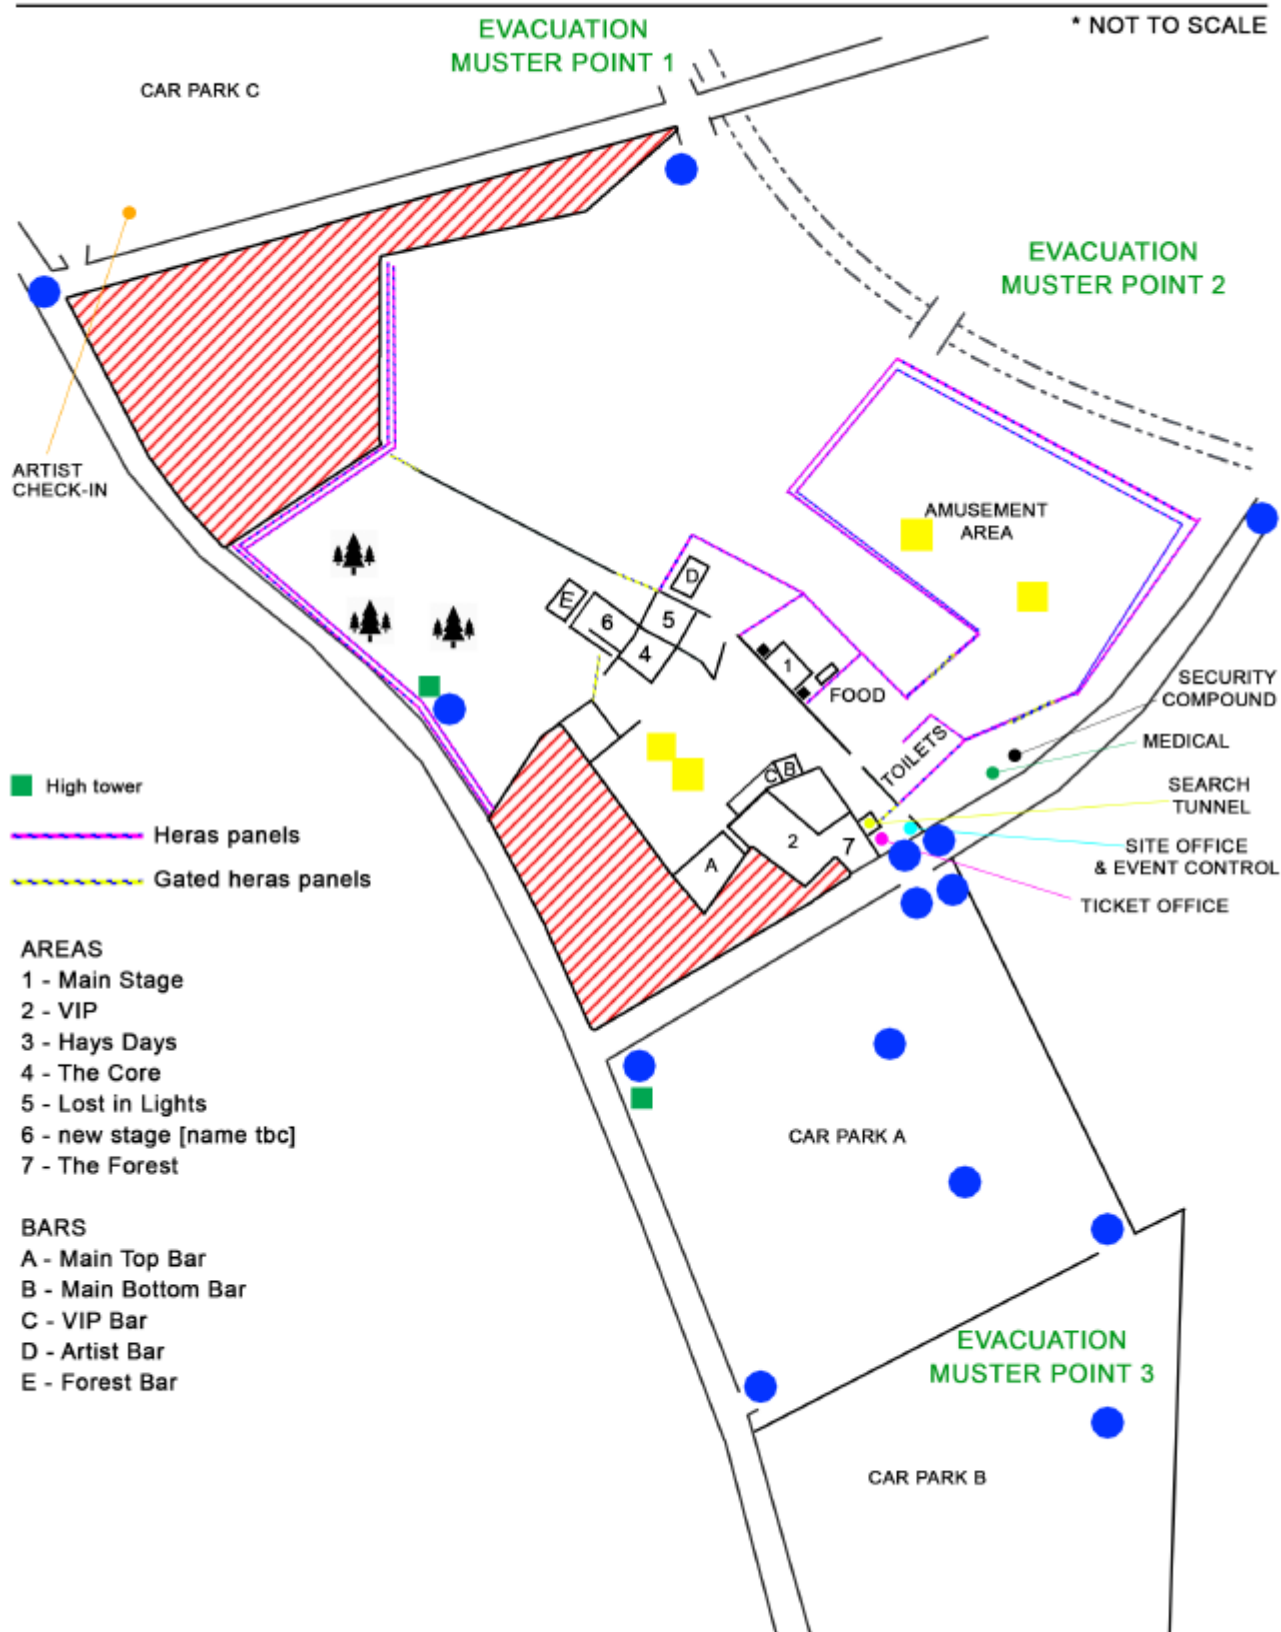 * NOT TO SCALE
EVACUATION
MUSTER POINT 1
CAR PARK C
EVACUATION
MUSTER POINT 2
ARTIST
CHECK-IN
AMUSEMENT
AREA
D
E
6
5
4
1
FOOD
SECURITY
COMPOUND
TOILETS
MEDICAL
SEARCH
TUNNEL
C
B
2
7
A
SITE OFFICE
& EVENT CONTROL
TICKET OFFICE
High tower
Heras panels
Gated heras panels
AREAS
1 - Main Stage
2 - VIP
3 - Hays Days
4 - The Core
5 - Lost in Lights
6 - new stage [name tbc]
7 - The Forest
BARS
A - Main Top Bar
B - Main Bottom Bar
C - VIP Bar
D - Artist Bar
E - Forest Bar
CAR PARK A
EVACUATION
MUSTER POINT 3
CAR PARK B